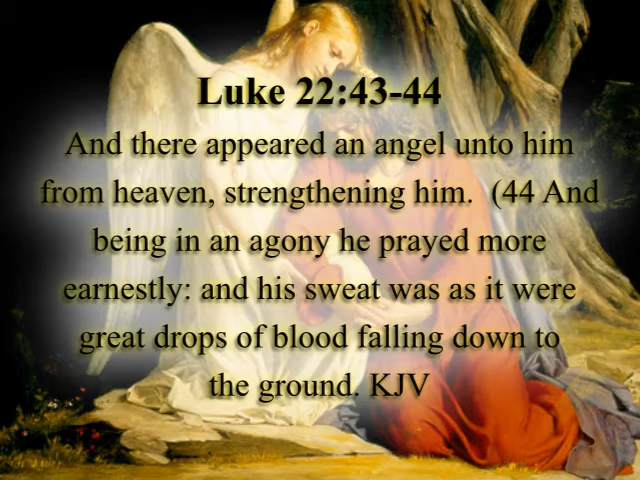 Luke 22:43-44
And there appeared an angel unto him
from heaven, strengthening him. (44 And
being in an agony he prayed more
earnestly: and his sweat was as it were
great drops of blood falling down to
the ground. KJV